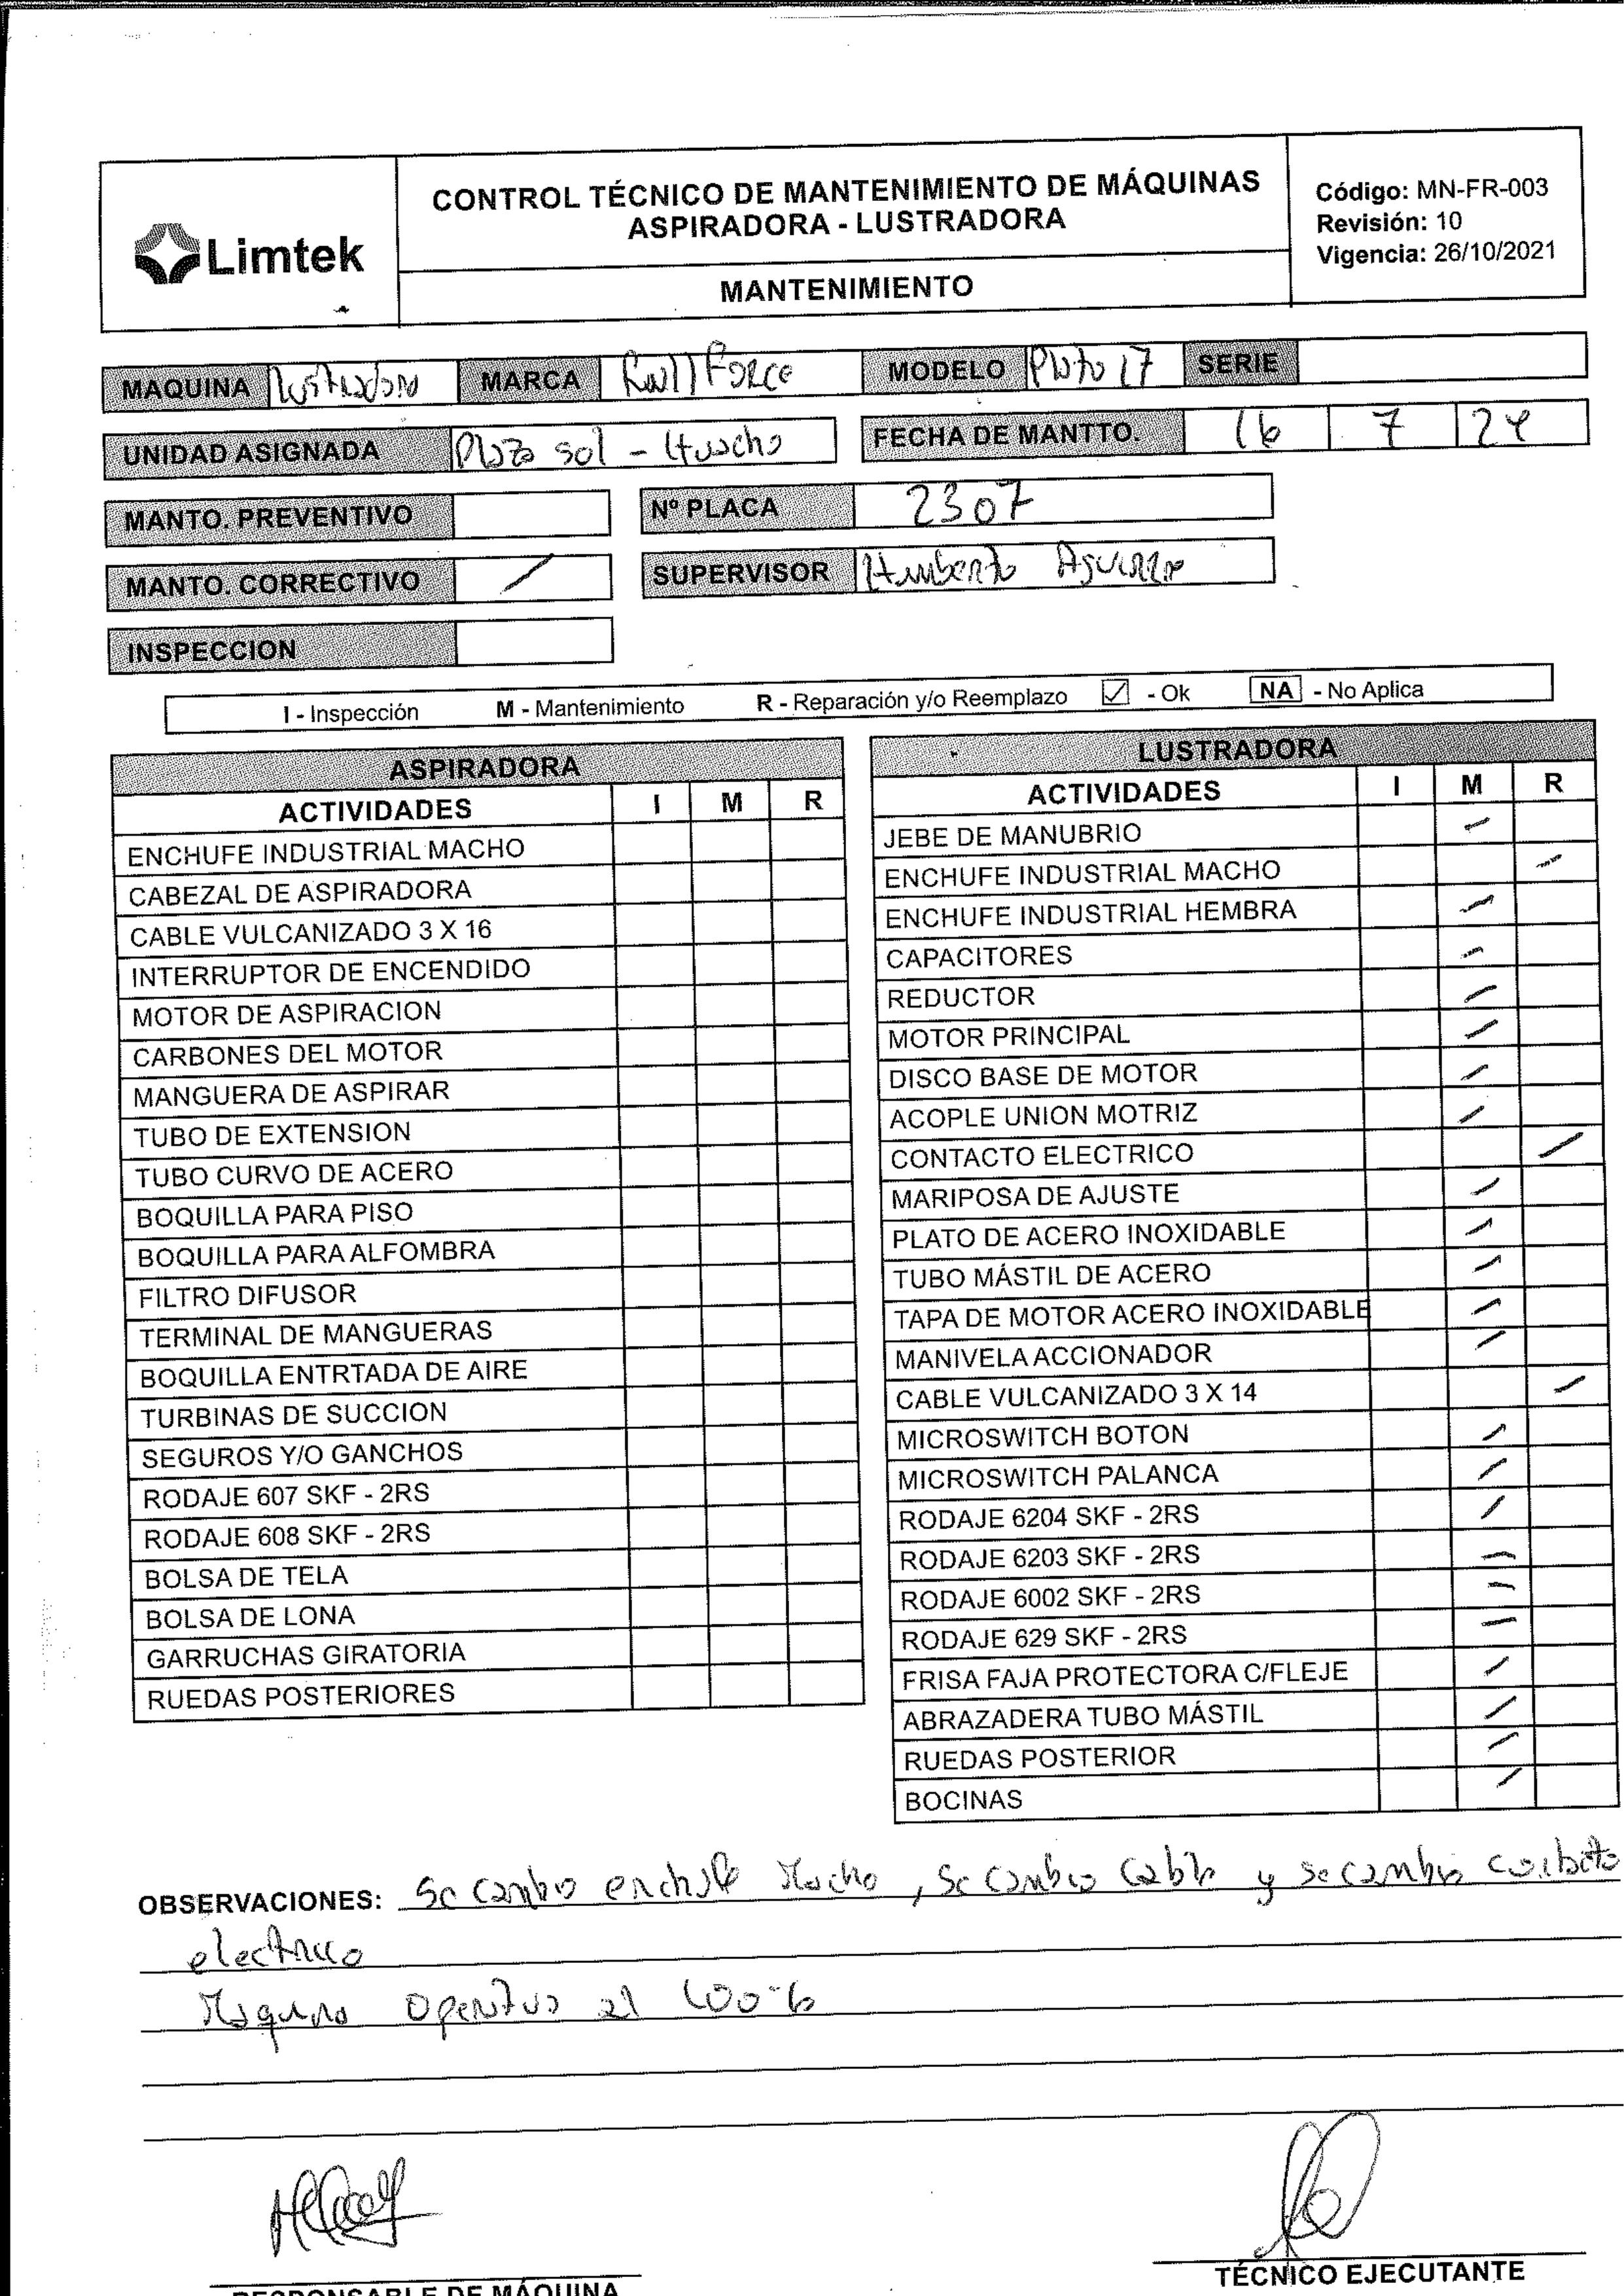 Limtek
CONTROL TÉCNICO DE MANTENIMIENTO DE MÁQUINAS
ASPIRADORA - LUSTRADORA
MANTENIMIENTO
Código: MN-FR-003
Revisión: 10
Vigencia: 26/10/2021
MAQUINA lustradora MARCA FullForce MODELO Pluto 17 SERIE
UNIDAD ASIGNADA Plaza sol - Huacho FECHA DE MANTTO. 16 7 24
MANTO. PREVENTIVO Nº PLACA 2307
MANTO. CORRECTIVO / SUPERVISOR Humberto Aguirre
INSPECCION
I - Inspección M - Mantenimiento R - Reparación y/o Reemplazo ☑ - Ok NA - No Aplica
ASPIRADORA
ACTIVIDADES I M R
ENCHUFE INDUSTRIAL MACHO
CABEZAL DE ASPIRADORA
CABLE VULCANIZADO 3 X 16
INTERRUPTOR DE ENCENDIDO
MOTOR DE ASPIRACION
CARBONES DEL MOTOR
MANGUERA DE ASPIRAR
TUBO DE EXTENSION
TUBO CURVO DE ACERO
BOQUILLA PARA PISO
BOQUILLA PARA ALFOMBRA
FILTRO DIFUSOR
TERMINAL DE MANGUERAS
BOQUILLA ENTRTADA DE AIRE
TURBINAS DE SUCCION
SEGUROS Y/O GANCHOS
RODAJE 607 SKF - 2RS
RODAJE 608 SKF - 2RS
BOLSA DE TELA
BOLSA DE LONA
GARRUCHAS GIRATORIA
RUEDAS POSTERIORES
LUSTRADORA
ACTIVIDADES I M R
JEBE DE MANUBRIO /
ENCHUFE INDUSTRIAL MACHO /
ENCHUFE INDUSTRIAL HEMBRA /
CAPACITORES /
REDUCTOR /
MOTOR PRINCIPAL /
DISCO BASE DE MOTOR /
ACOPLE UNION MOTRIZ /
CONTACTO ELECTRICO /
MARIPOSA DE AJUSTE /
PLATO DE ACERO INOXIDABLE /
TUBO MÁSTIL DE ACERO /
TAPA DE MOTOR ACERO INOXIDABLE /
MANIVELA ACCIONADOR /
CABLE VULCANIZADO 3 X 14 /
MICROSWITCH BOTON /
MICROSWITCH PALANCA /
RODAJE 6204 SKF - 2RS /
RODAJE 6203 SKF - 2RS /
RODAJE 6002 SKF - 2RS /
RODAJE 629 SKF - 2RS /
FRISA FAJA PROTECTORA C/FLEJE /
ABRAZADERA TUBO MÁSTIL /
RUEDAS POSTERIOR /
BOCINAS /
OBSERVACIONES: Se cambio enchufe Macho, Se cambio cable y se cambio contacto
electrico
Maquina Operativa al 100%
RESPONSABLE DE MÁQUINA
TÉCNICO EJECUTANTE